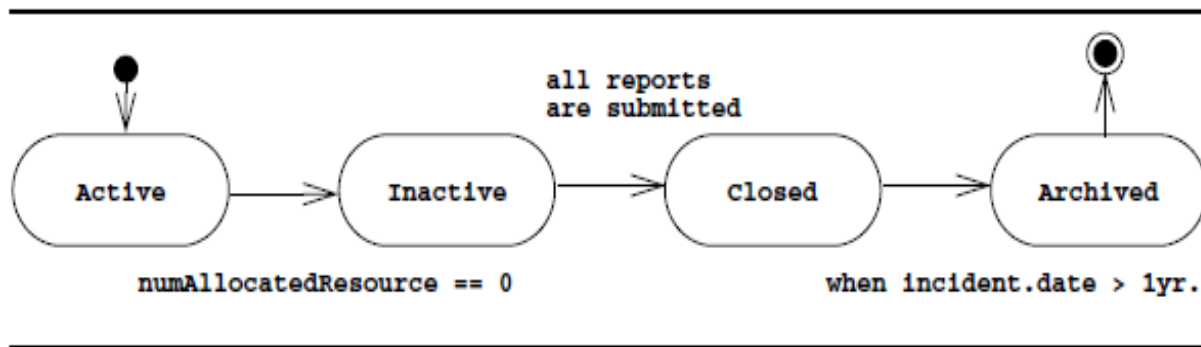 all reports
are submitted
Active
Inactive
Closed
Archived
numAllocatedResource == 0
when incident.date > 1yr.